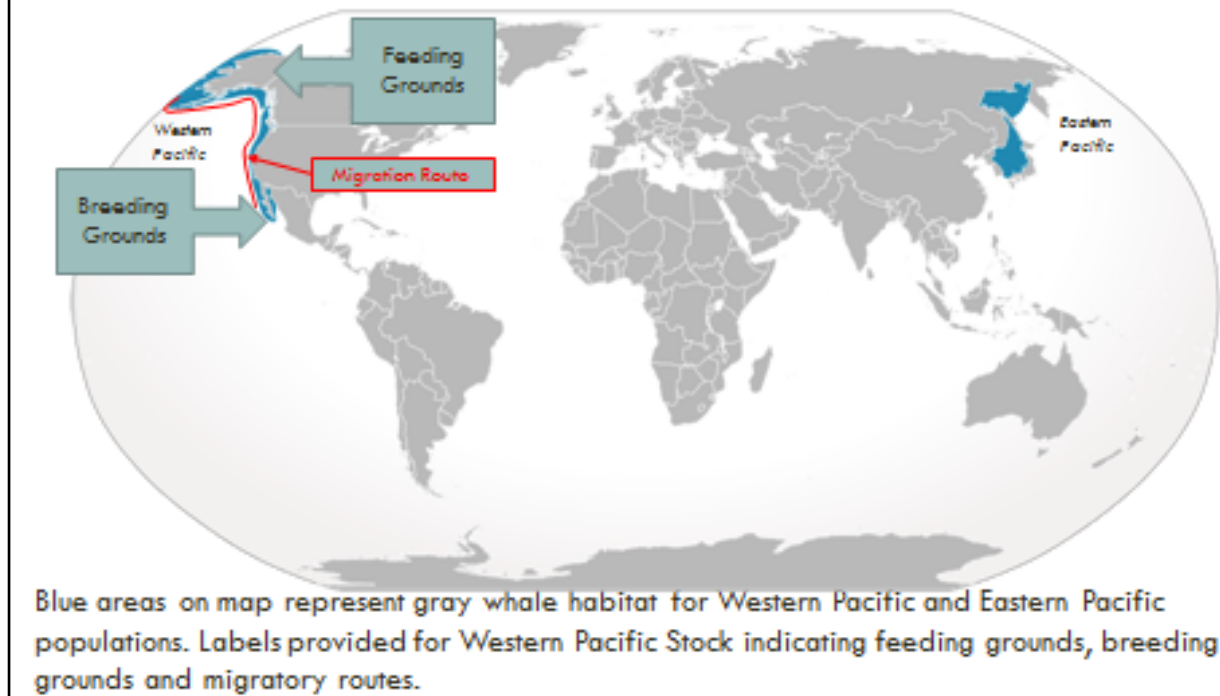 Feeding
Grounds
Western
Pacific
Eastern
Pacific
Migration Route
Breeding
Grounds
Blue areas on map represent gray whale habitat for Western Pacific and Eastern Pacific
populations. Labels provided for Western Pacific Stock indicating feeding grounds, breeding
grounds and migratory routes.